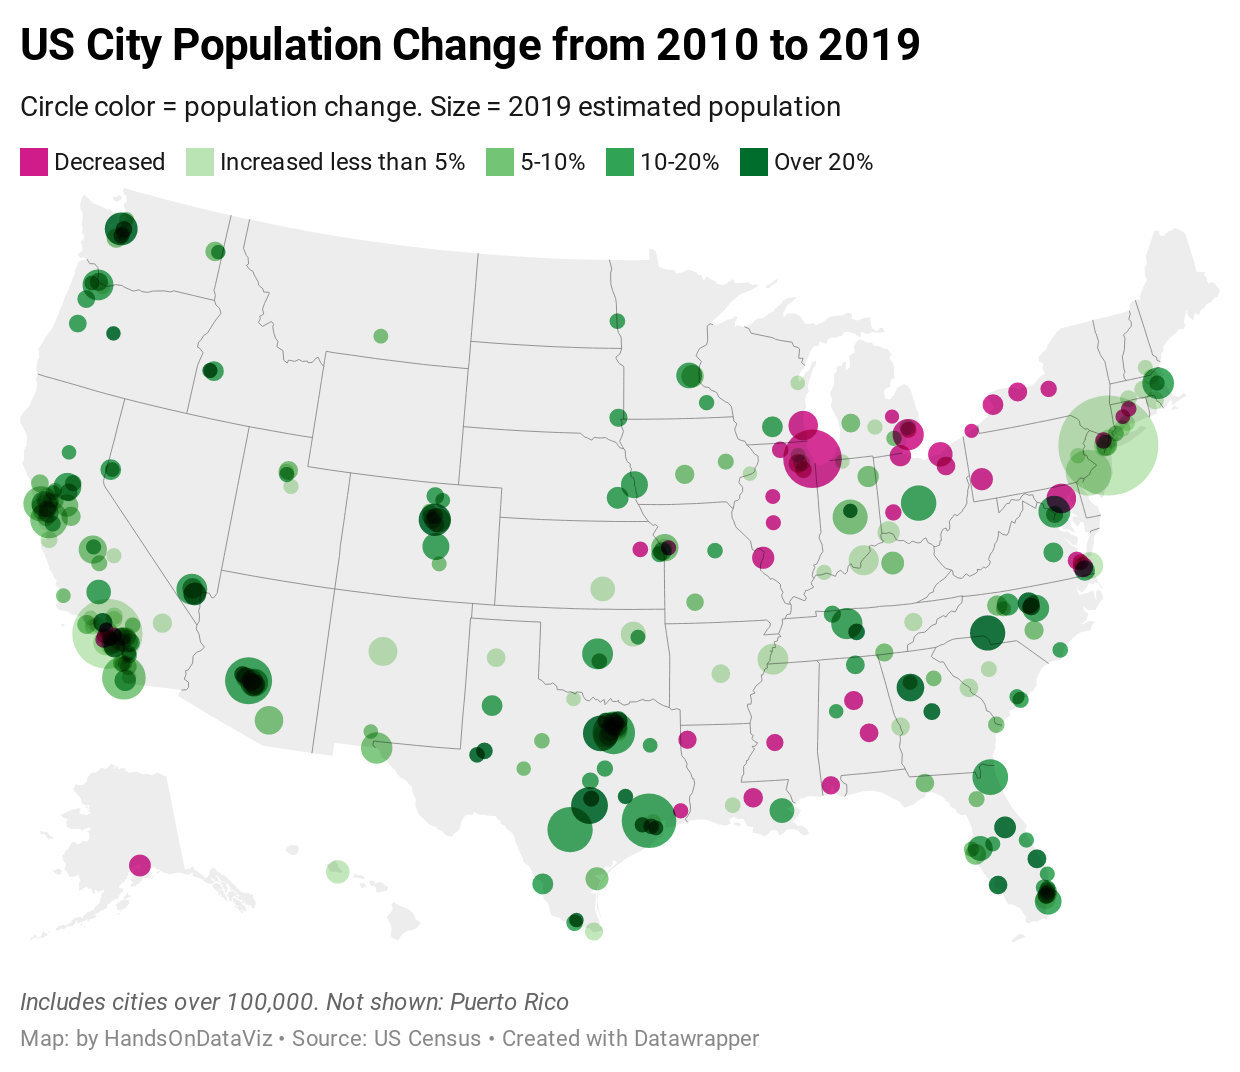 US City Population Change from 2010 to 2019
Circle color = population change. Size = 2019 estimated population
Decreased Increased less than 5% 5-10% 10-20% Over 20%
Includes cities over 100,000. Not shown: Puerto Rico
Map: by HandsOnDataViz • Source: US Census • Created with Datawrapper